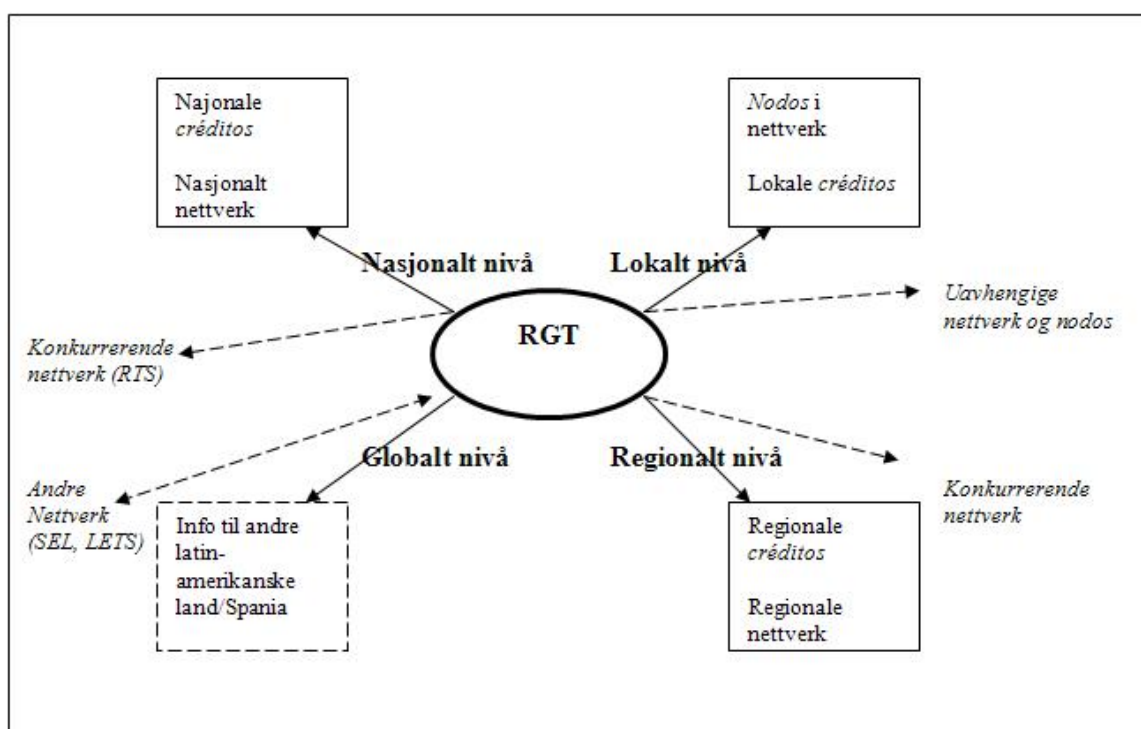 Najonale
créditos
Nasjonalt
nettverk
Nodos i
nettverk
Lokale créditos
Nasjonalt nivå
Lokalt nivå
Uavhengige
nettverk og nodos
RGT
Konkurrerende
nettverk (RTS)
Globalt nivå
Regionalt nivå
Andre
Nettverk
(SEL, LETS)
Konkurrerende
nettverk
Info til andre
latin-
amerikanske
land/Spania
Regionale
créditos
Regionale
nettverk